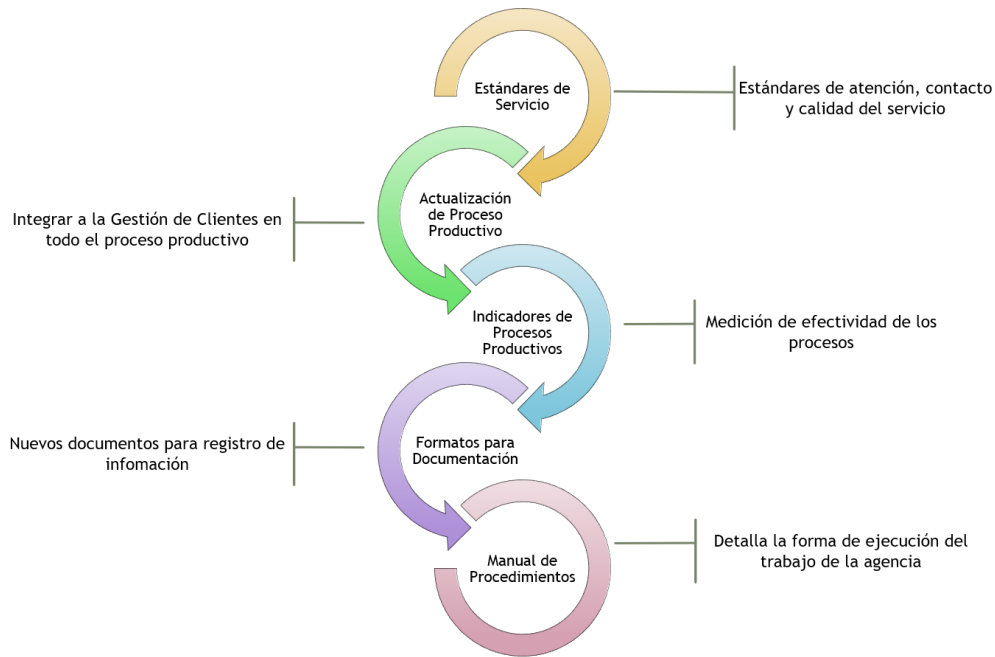 Estándares de
Servicio
Estándares de atención, contacto
y calidad del servicio
Actualización
de Proceso
Productivo
Integrar a la Gestión de Clientes en
todo el proceso productivo
Indicadores de
Procesos
Productivos
Medición de efectividad de los
procesos
Formatos para
Documentación
Nuevos documentos para registro de
infomación
Manual de
Procedimientos
Detalla la forma de ejecución del
trabajo de la agencia